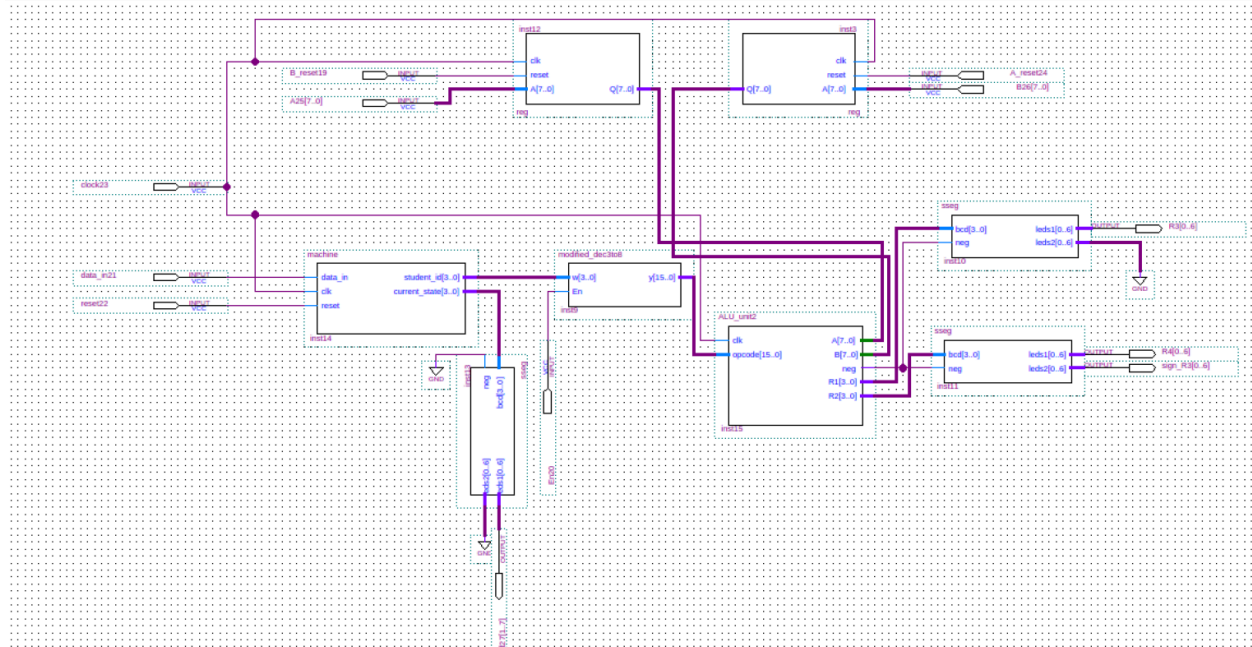 inst12
clk
reset
A[7..0]
Q[7..0]
reg
inst3
clk
reset
A[7..0]
Q[7..0]
reg
B_reset19
INPUT
VCC
A25[7..0]
INPUT
VCC
A_reset24
INPUT
VCC
B26[7..0]
INPUT
VCC
clock23
INPUT
VCC
data_in21
INPUT
VCC
reset22
INPUT
VCC
machine
data_in
clk
reset
student_id[3..0]
current_state[3..0]
inst14
modified_dec3to8
w[3..0]
En
y[15..0]
inst9
ALU_unit2
clk
opcode[15..0]
A[7..0]
B[7..0]
neg
R1[3..0]
R2[3..0]
inst15
sseg
bcd[3..0]
neg
leds1[0..6]
leds2[0..6]
inst10
OUTPUT
R3[0..6]
GND
sseg
bcd[3..0]
neg
leds1[0..6]
leds2[0..6]
inst11
OUTPUT
R4[0..6]
OUTPUT
sign_R3[0..6]
GND
inst13
sseg
neg
bcd[3..0]
leds2[0..6]
leds1[0..6]
GND
OUTPUT
VCC
INPUT
En20